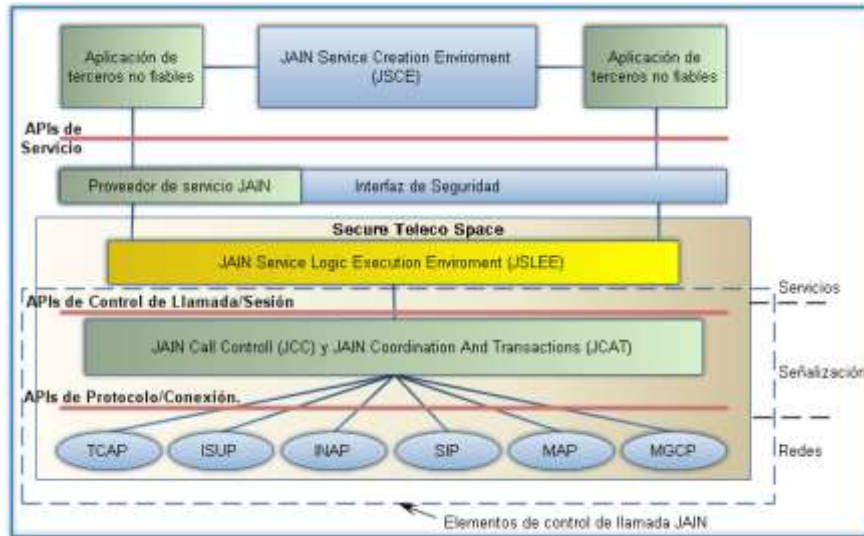 Aplicación de
terceros no fiables
JAIN Service Creation Enviroment
(JSCE)
Aplicación de
terceros no fiables
APIs de
Servicio
Proveedor de servicio JAIN
Interfaz de Seguridad
Secure Teleco Space
JAIN Service Logic Execution Enviroment (JSLEE)
Servicios
APIs de Control de Llamada/Sesión
JAIN Call Controll (JCC) y JAIN Coordination And Transactions (JCAT)
Señalización
APIs de Protocolo/Conexión.
TCAP
ISUP
INAP
SIP
MAP
MGCP
Redes
Elementos de control de llamada JAIN